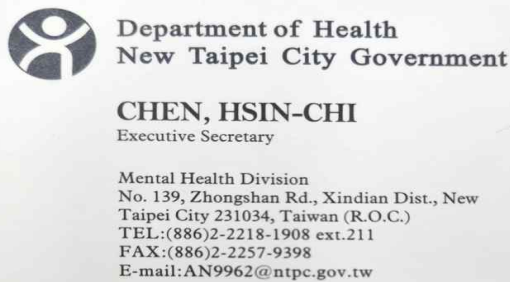 Department of Health
New Taipei City Government
CHEN, HSIN-CHI
Executive Secretary
Mental Health Division
No. 139, Zhongshan Rd., Xindian Dist., New
Taipei City 231034, Taiwan (R.O.C.)
TEL:(886)2-2218-1908 ext.211
FAX:(886)2-2257-9398
E-mail:AN9962@ntpc.gov.tw